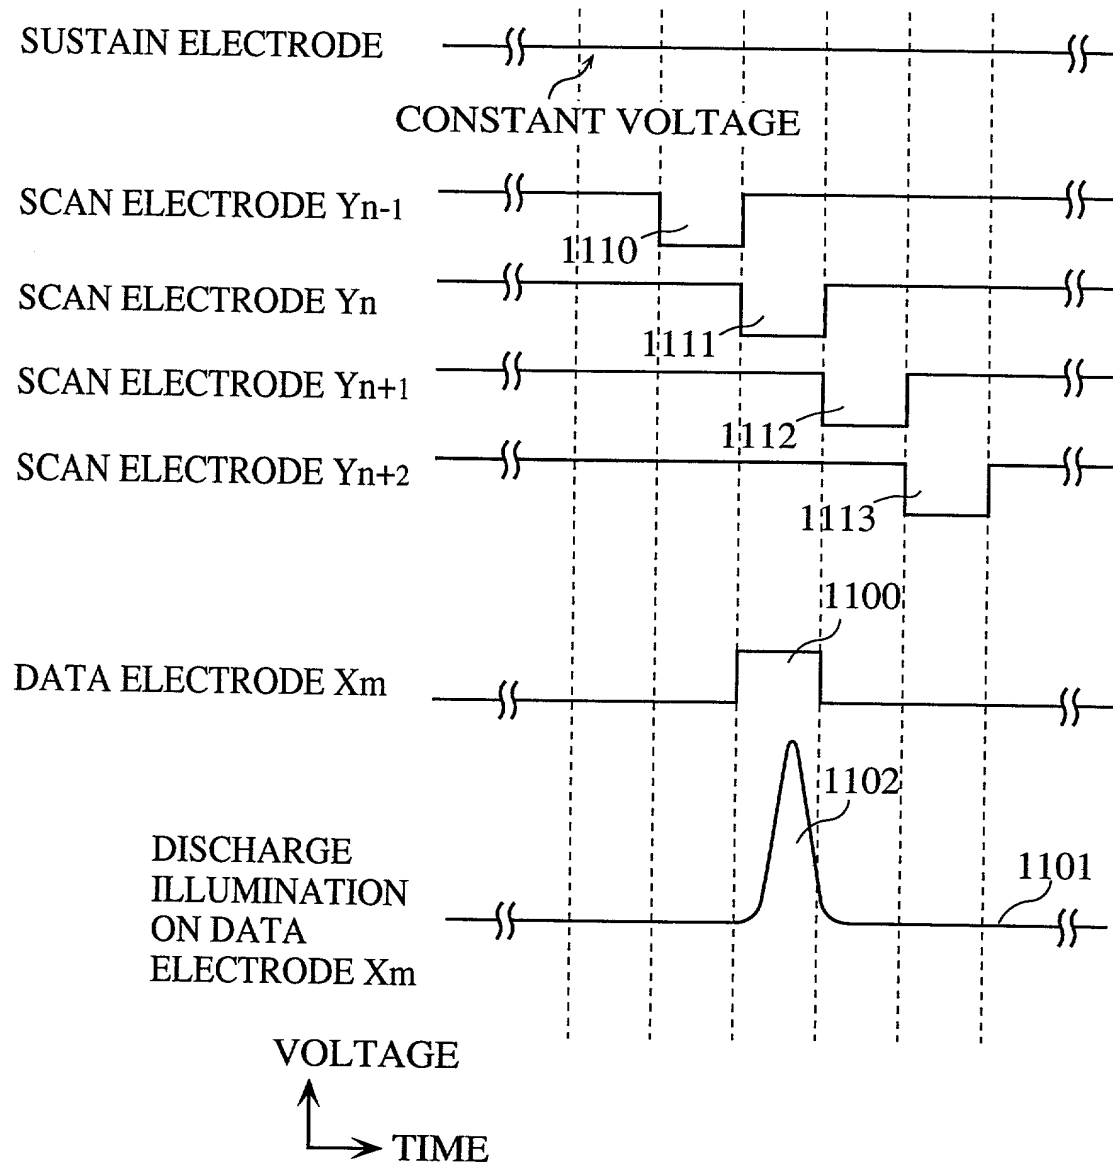 SUSTAIN ELECTRODE
CONSTANT VOLTAGE
SCAN ELECTRODE Yn-1
1110
SCAN ELECTRODE Yn
1111
SCAN ELECTRODE Yn+1
1112
SCAN ELECTRODE Yn+2
1113
1100
DATA ELECTRODE Xm
1102
DISCHARGE
ILLUMINATION
ON DATA
ELECTRODE Xm
1101
VOLTAGE
TIME